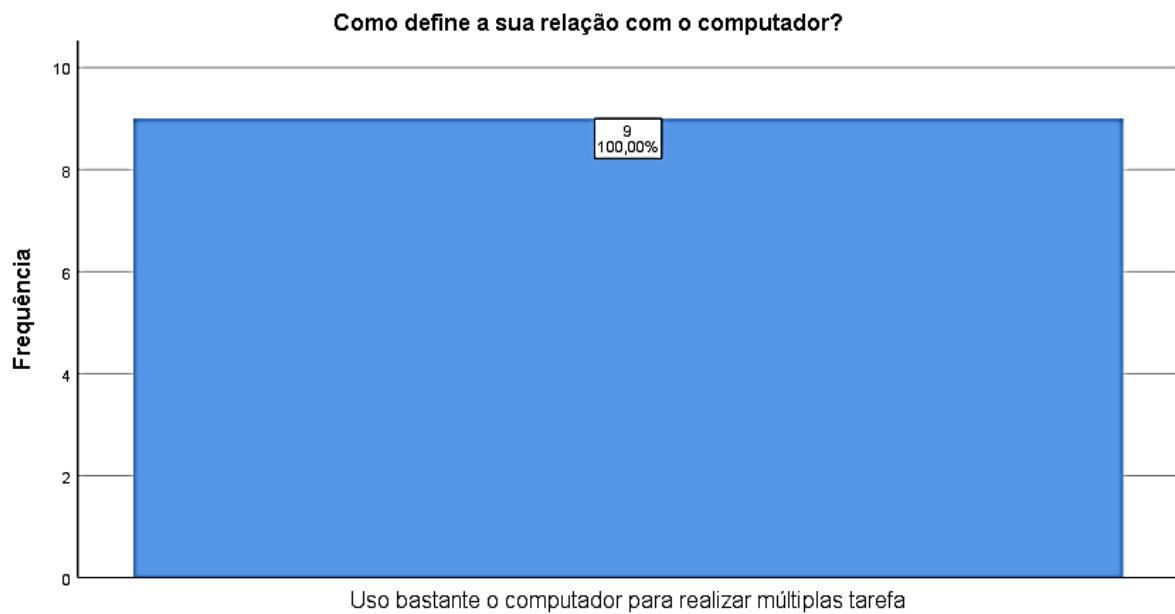 Como define a sua relação com o computador?
10
9
100,00%
8
6
Frequência
4
2
0
Uso bastante o computador para realizar múltiplas tarefa